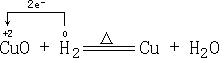 2e⁻
+2 0
CuO + H₂ ══△══ Cu + H₂O